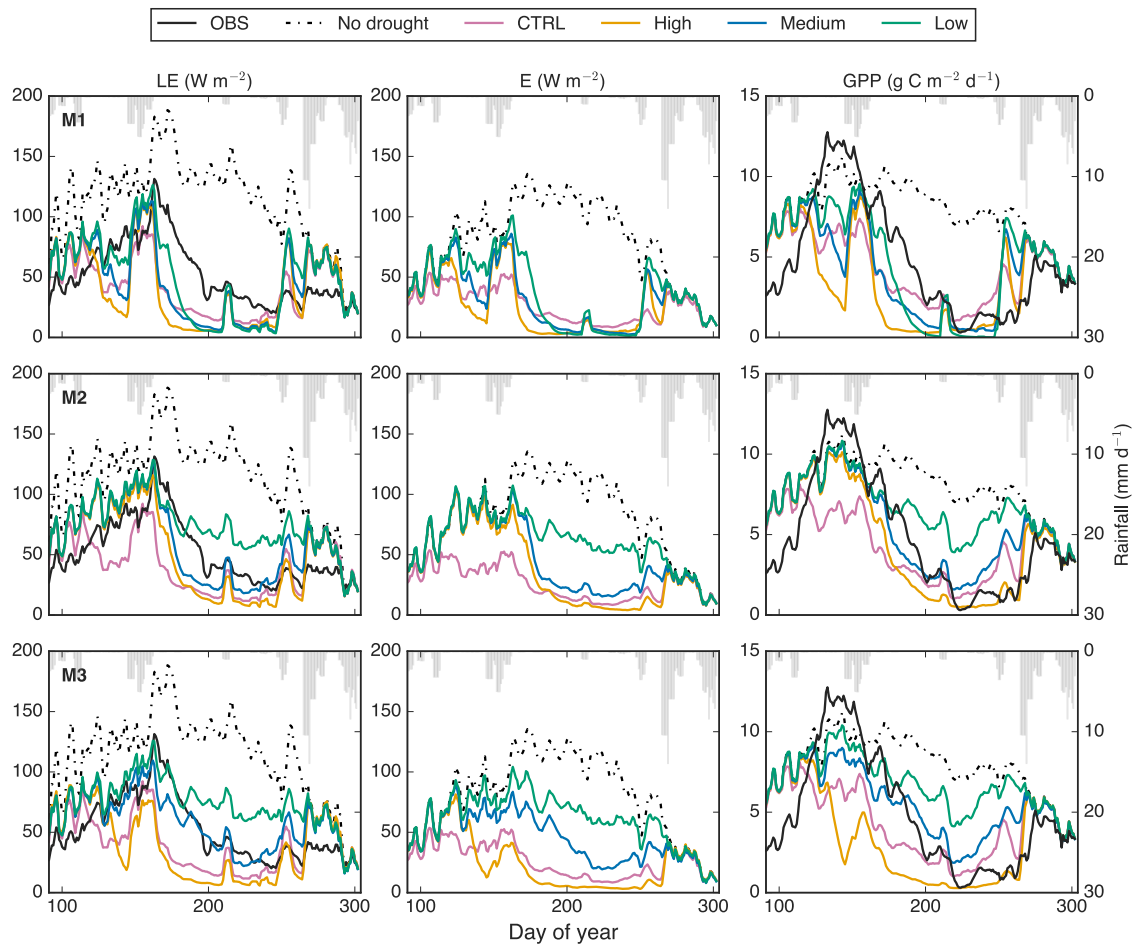 OBS No drought CTRL High Medium Low
LE (W m⁻²) E (W m⁻²) GPP (g C m⁻² d⁻¹)
200 200 15 0
M1
150 150
10 10
100 100
5 20
50 50
0 0 0 30
200 200 15 0
M2
150 150
10 10
100 100
5 20
50 50
0 0 0 30
Rainfall (mm d⁻¹)
200 200 15 0
M3
150 150
10 10
100 100
5 20
50 50
0 0 0 30
100 200 300 100 200 300 100 200 300
Day of year